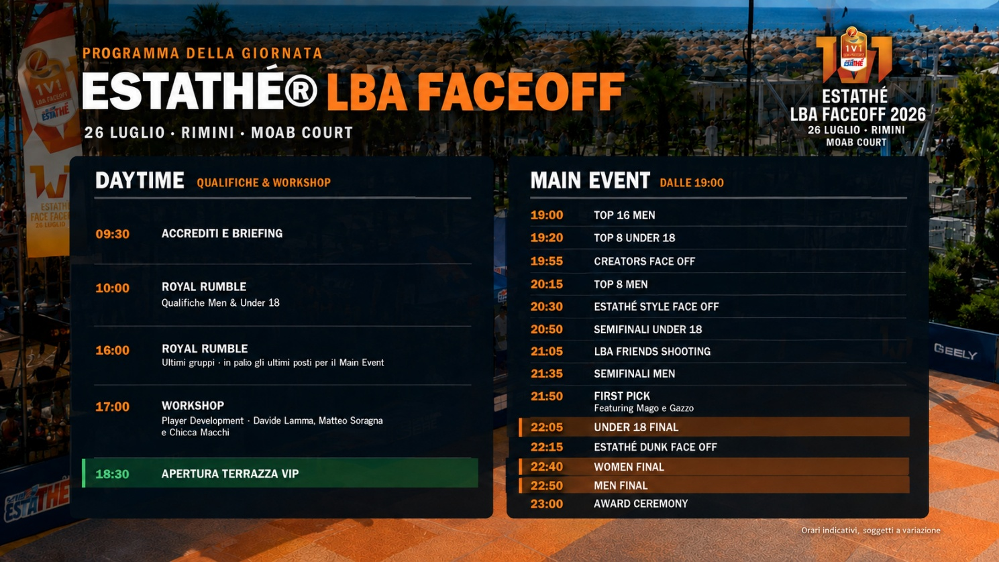 PROGRAMMA DELLA GIORNATA
ESTATHÉ® LBA FACEOFF
26 LUGLIO · RIMINI · MOAB COURT
1V1
ESTATHÉ
LBA FACEOFF 2026
26 LUGLIO · RIMINI
MOAB COURT
1V1
LBA FACEOFF
ESTATHÉ
DAYTIME QUALIFICHE & WORKSHOP
09:30 ACCREDITI E BRIEFING
10:00 ROYAL RUMBLE
Qualifiche Men & Under 18
16:00 ROYAL RUMBLE
Ultimi gruppi · in palio gli ultimi posti per il Main Event
17:00 WORKSHOP
Player Development · Davide Lamma, Matteo Soragna
e Chicca Macchi
18:30 APERTURA TERRAZZA VIP
MAIN EVENT DALLE 19:00
19:00 TOP 16 MEN
19:20 TOP 8 UNDER 18
19:55 CREATORS FACE OFF
20:15 TOP 8 MEN
20:30 ESTATHÉ STYLE FACE OFF
20:50 SEMIFINALI UNDER 18
21:05 LBA FRIENDS SHOOTING
21:35 SEMIFINALI MEN
21:50 FIRST PICK
Featuring Mago e Gazzo
22:05 UNDER 18 FINAL
22:15 ESTATHÉ DUNK FACE OFF
22:40 WOMEN FINAL
22:50 MEN FINAL
23:00 AWARD CEREMONY
GEELY
ESTATHÉ
Orari indicativi, soggetti a variazione